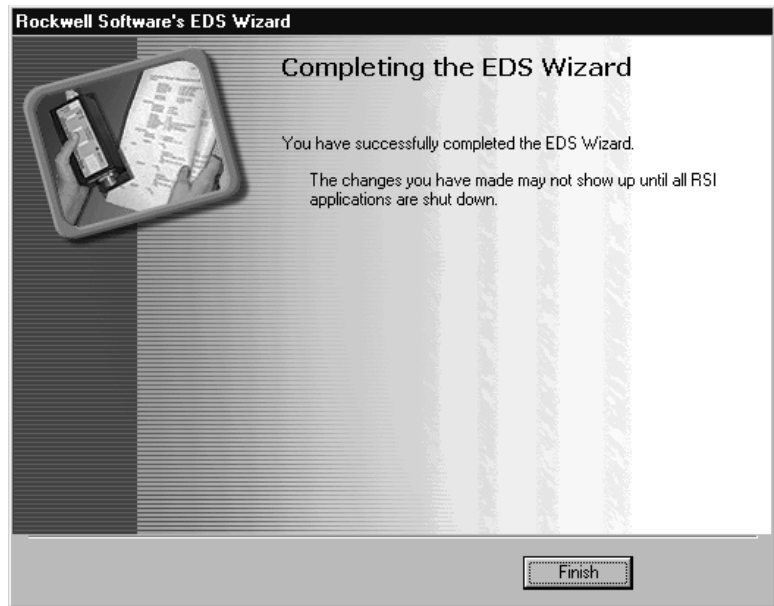 Rockwell Software's EDS Wizard
Completing the EDS Wizard
You have successfully completed the EDS Wizard.
The changes you have made may not show up until all RSI
applications are shut down.
Finish